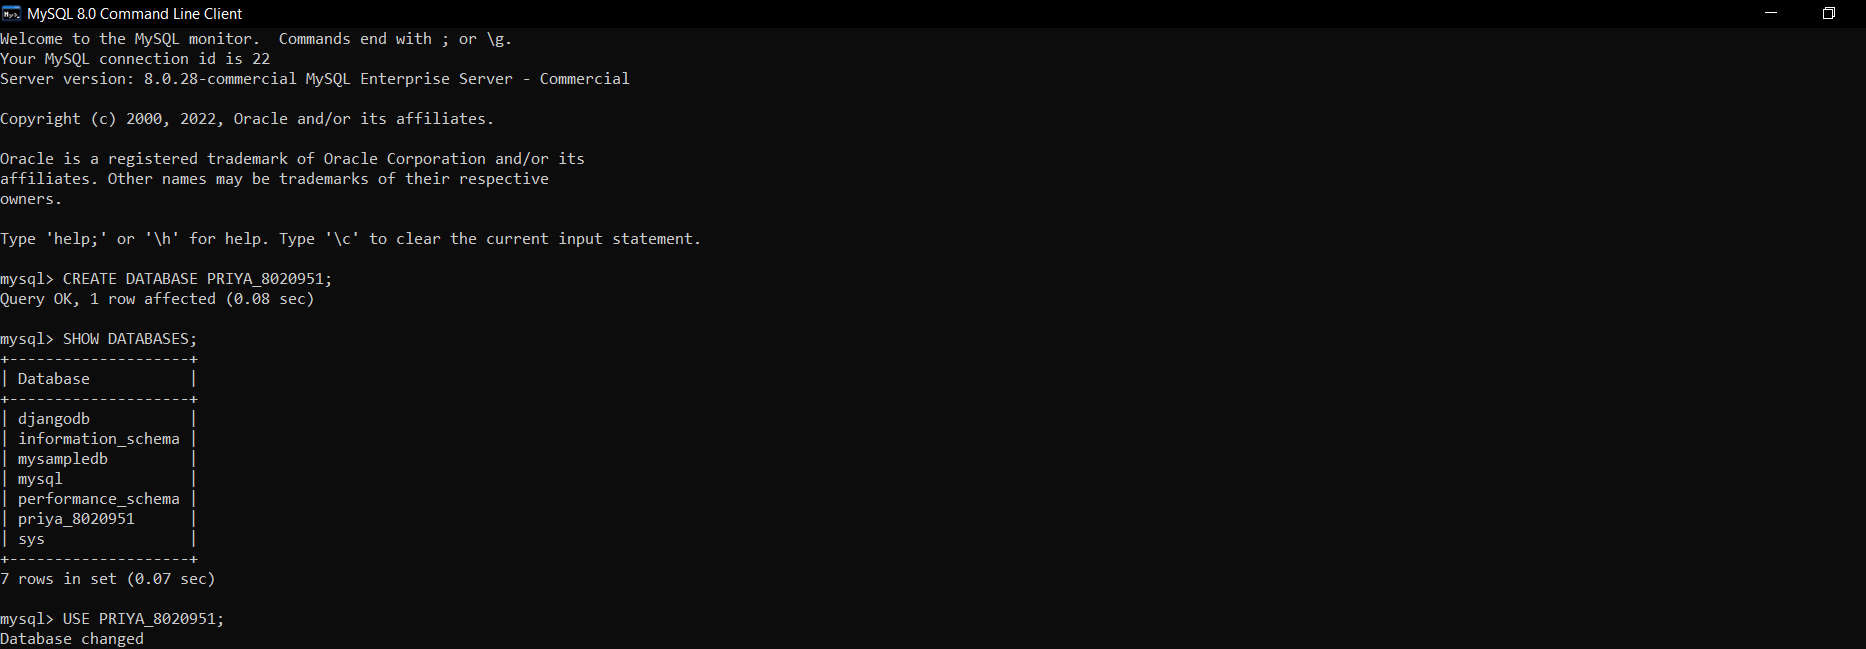 MySQL 8.0 Command Line Client
Welcome to the MySQL monitor.  Commands end with ; or \g.
Your MySQL connection id is 22
Server version: 8.0.28-commercial MySQL Enterprise Server - Commercial
Copyright (c) 2000, 2022, Oracle and/or its affiliates.
Oracle is a registered trademark of Oracle Corporation and/or its
affiliates. Other names may be trademarks of their respective
owners.
Type 'help;' or '\h' for help. Type '\c' to clear the current input statement.
mysql> CREATE DATABASE PRIYA_8020951;
Query OK, 1 row affected (0.08 sec)
mysql> SHOW DATABASES;
+--------------------+
| Database           |
+--------------------+
| djangodb           |
| information_schema |
| mysampledb         |
| mysql              |
| performance_schema |
| priya_8020951      |
| sys                |
+--------------------+
7 rows in set (0.07 sec)
mysql> USE PRIYA_8020951;
Database changed